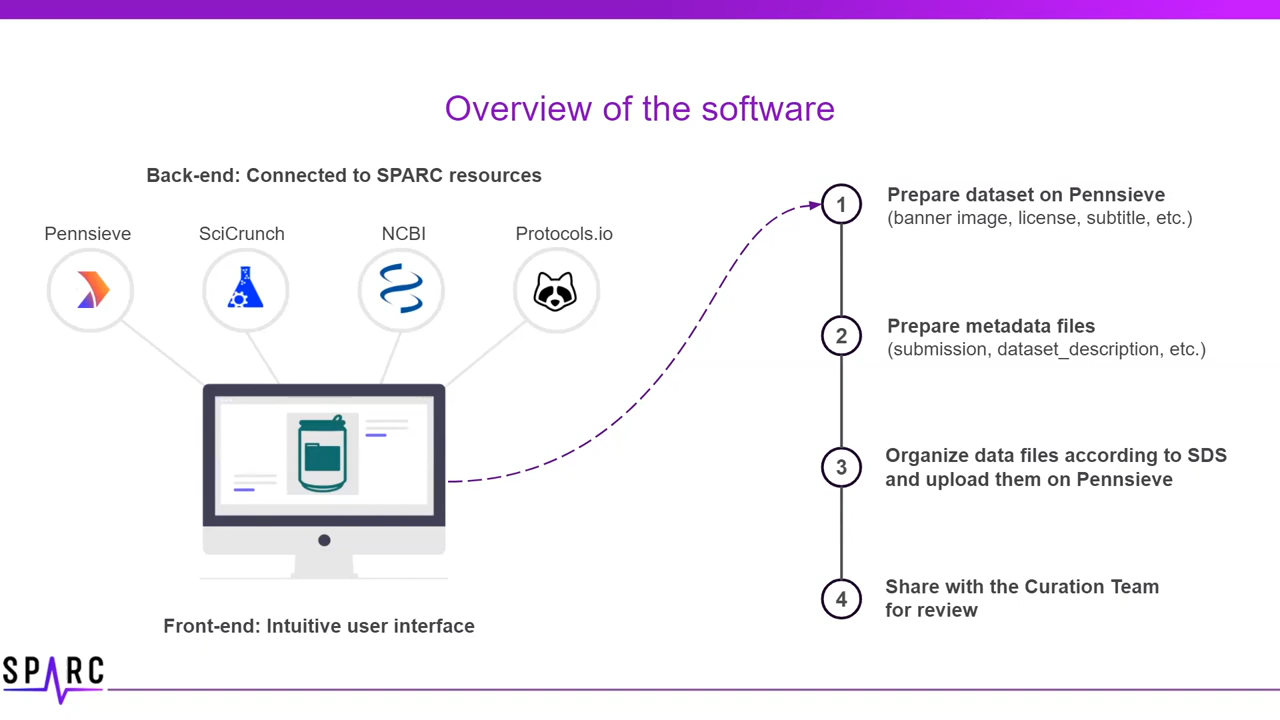 Overview of the software
Back-end: Connected to SPARC resources
Pennsieve
SciCrunch
NCBI
Protocols.io
Front-end: Intuitive user interface
1
Prepare dataset on Pennsieve
(banner image, license, subtitle, etc.)
2
Prepare metadata files
(submission, dataset_description, etc.)
3
Organize data files according to SDS
and upload them on Pennsieve
4
Share with the Curation Team
for review
SPARC